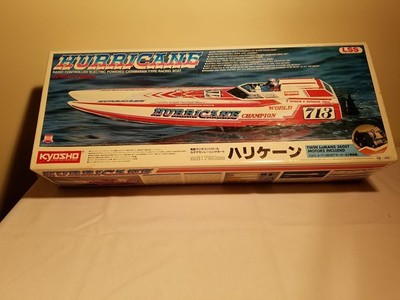 HURRICANE
LSS
RADIO CONTROLLED ELECTRIC POWERED CATAMARAN TYPE RACING BOAT
HURRICANE
WORLD
CHAMPION
713
KYOSHO
ハリケーン
TWIN LeMANS 360ST
MOTORS INCLUDED